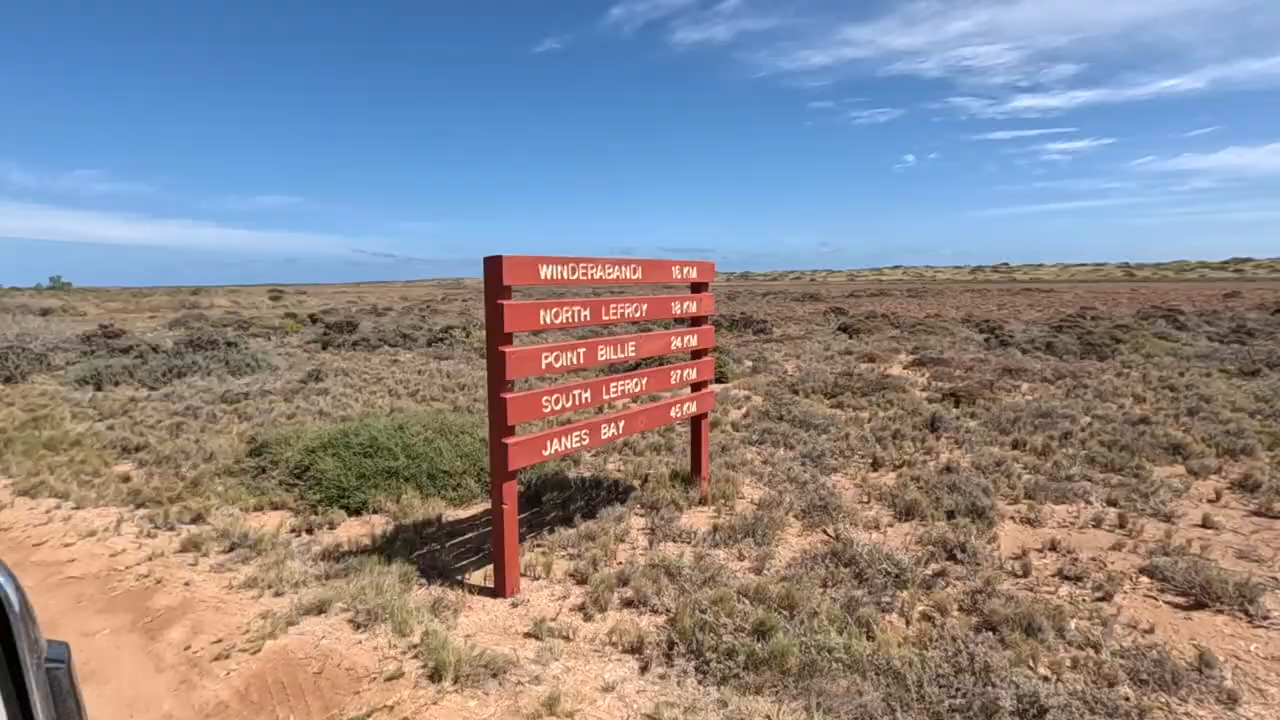 WINDERABANDI 16 KM
NORTH LEFROY 18 KM
POINT BILLIE 24 KM
SOUTH LEFROY 27 KM
JANES BAY 45 KM